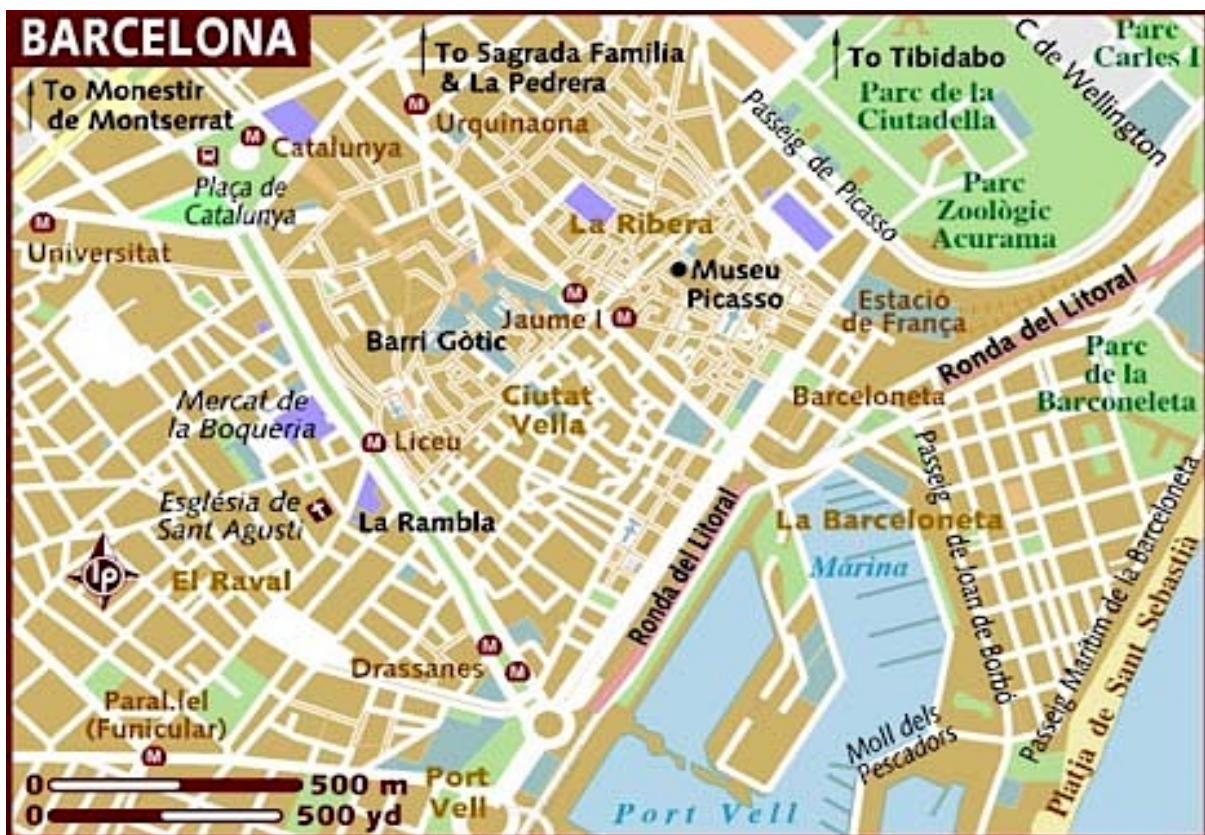 BARCELONA
To Monestir
de Montserrat
To Sagrada Família
& La Pedrera
To Tibidabo
C de Wellington
Parc
Carles I
M
Urquinaona
Parc de la
Ciutadella
Passeig de Picasso
M
Catalunya
Plaça de
Catalunya
M
Universitat
La Ribera
Parc
Zoològic
Acurama
Museu
Picasso
M
Jaume I
M
Estació
de França
Ronda del Litoral
Barri Gòtic
Parc
de la
Barconeleta
Ciutat
Vella
Barceloneta
Mercat de
la Boqueria
M
Liceu
Església de
Sant Agustí
La Rambla
Ronda del Litoral
La Barceloneta
Màrina
Passeig de Joan de Borbó
Passeig Marítim de la Barceloneta
Platja de Sant Sebastia
LP
El Raval
M
Drassanes
M
Paral.lel
(Funicular)
M
Moll dels
Pescadors
Port
Vell
Port Vell
0 500 m
0 500 yd